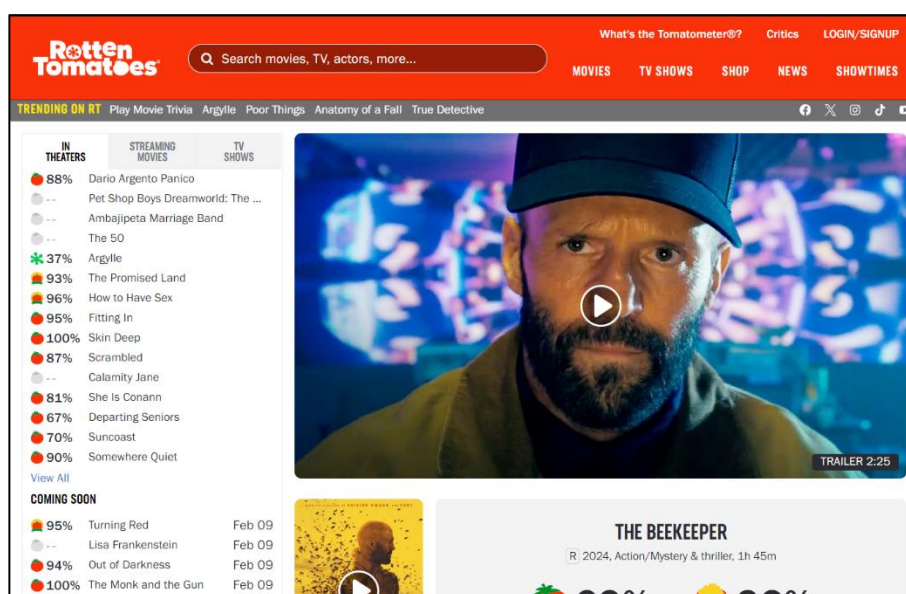 What's the Tomatometer®?
Critics
LOGIN/SIGNUP
Rotten
Tomatoes
Search movies, TV, actors, more...
MOVIES
TV SHOWS
SHOP
NEWS
SHOWTIMES
TRENDING ON RT
Play Movie Trivia
Argylle
Poor Things
Anatomy of a Fall
True Detective
IN THEATERS
STREAMING MOVIES
TV SHOWS
88% Dario Argento Panico
-- Pet Shop Boys Dreamworld: The ...
-- Ambajipeta Marriage Band
-- The 50
37% Argylle
93% The Promised Land
96% How to Have Sex
95% Fitting In
100% Skin Deep
87% Scrambled
-- Calamity Jane
81% She Is Conann
67% Departing Seniors
70% Suncoast
90% Somewhere Quiet
View All
COMING SOON
95% Turning Red Feb 09
-- Lisa Frankenstein Feb 09
94% Out of Darkness Feb 09
100% The Monk and the Gun Feb 09
TRAILER 2:25
THE BEEKEEPER
R 2024, Action/Mystery & thriller, 1h 45m